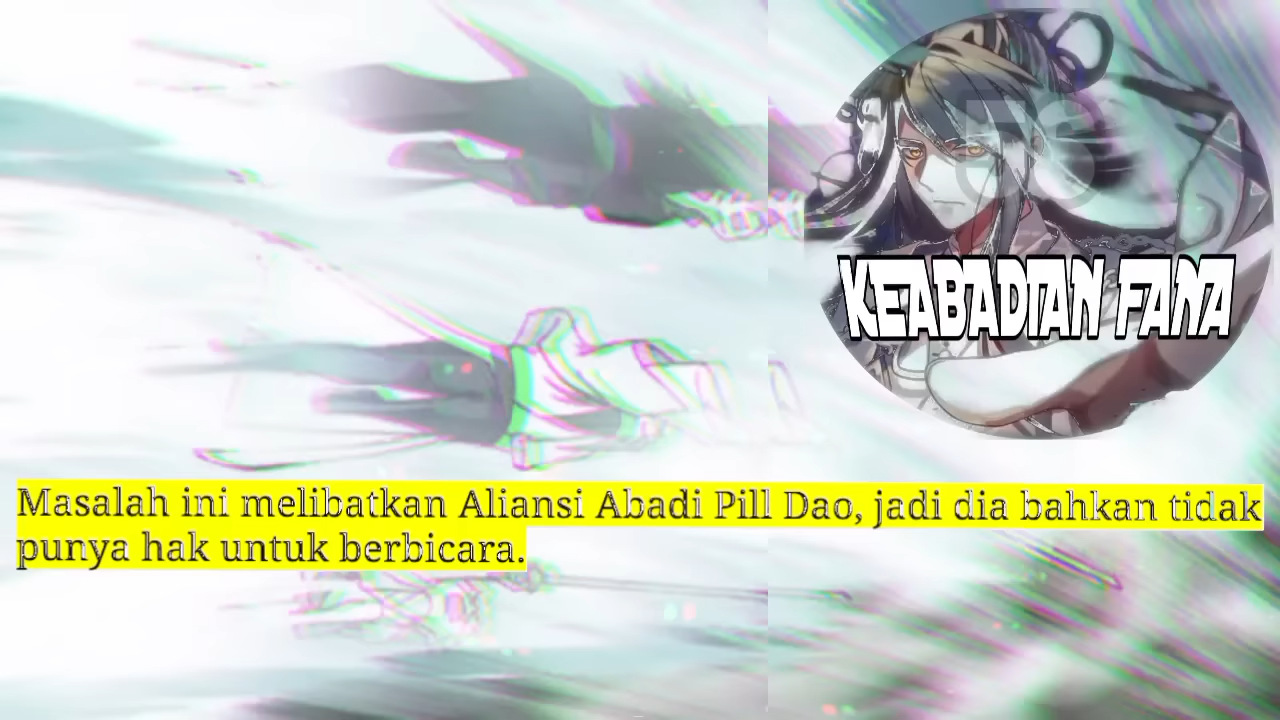 KEABADIAN FANA
Masalah ini melibatkan Aliansi Abadi Pill Dao, jadi dia bahkan tidak
punya hak untuk berbicara.